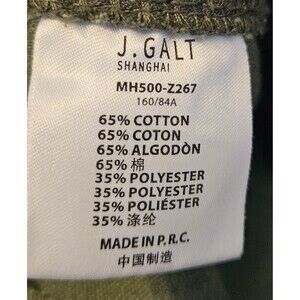 J.GALT
SHANGHAI
MH500-Z267
160/84A
65% COTTON
65% COTON
65% ALGODÒN
65% 棉
35% POLYESTER
35% POLYESTER
35% POLIÉSTER
35% 涤纶
MADE IN P.R.C.
中国制造